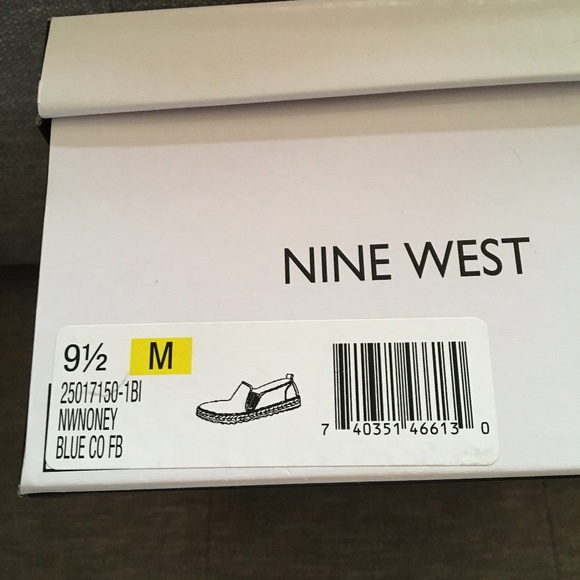 NINE WEST
9½ M
25017150-1BI
NWNONEY
BLUE CO FB
7 40351 46613 0